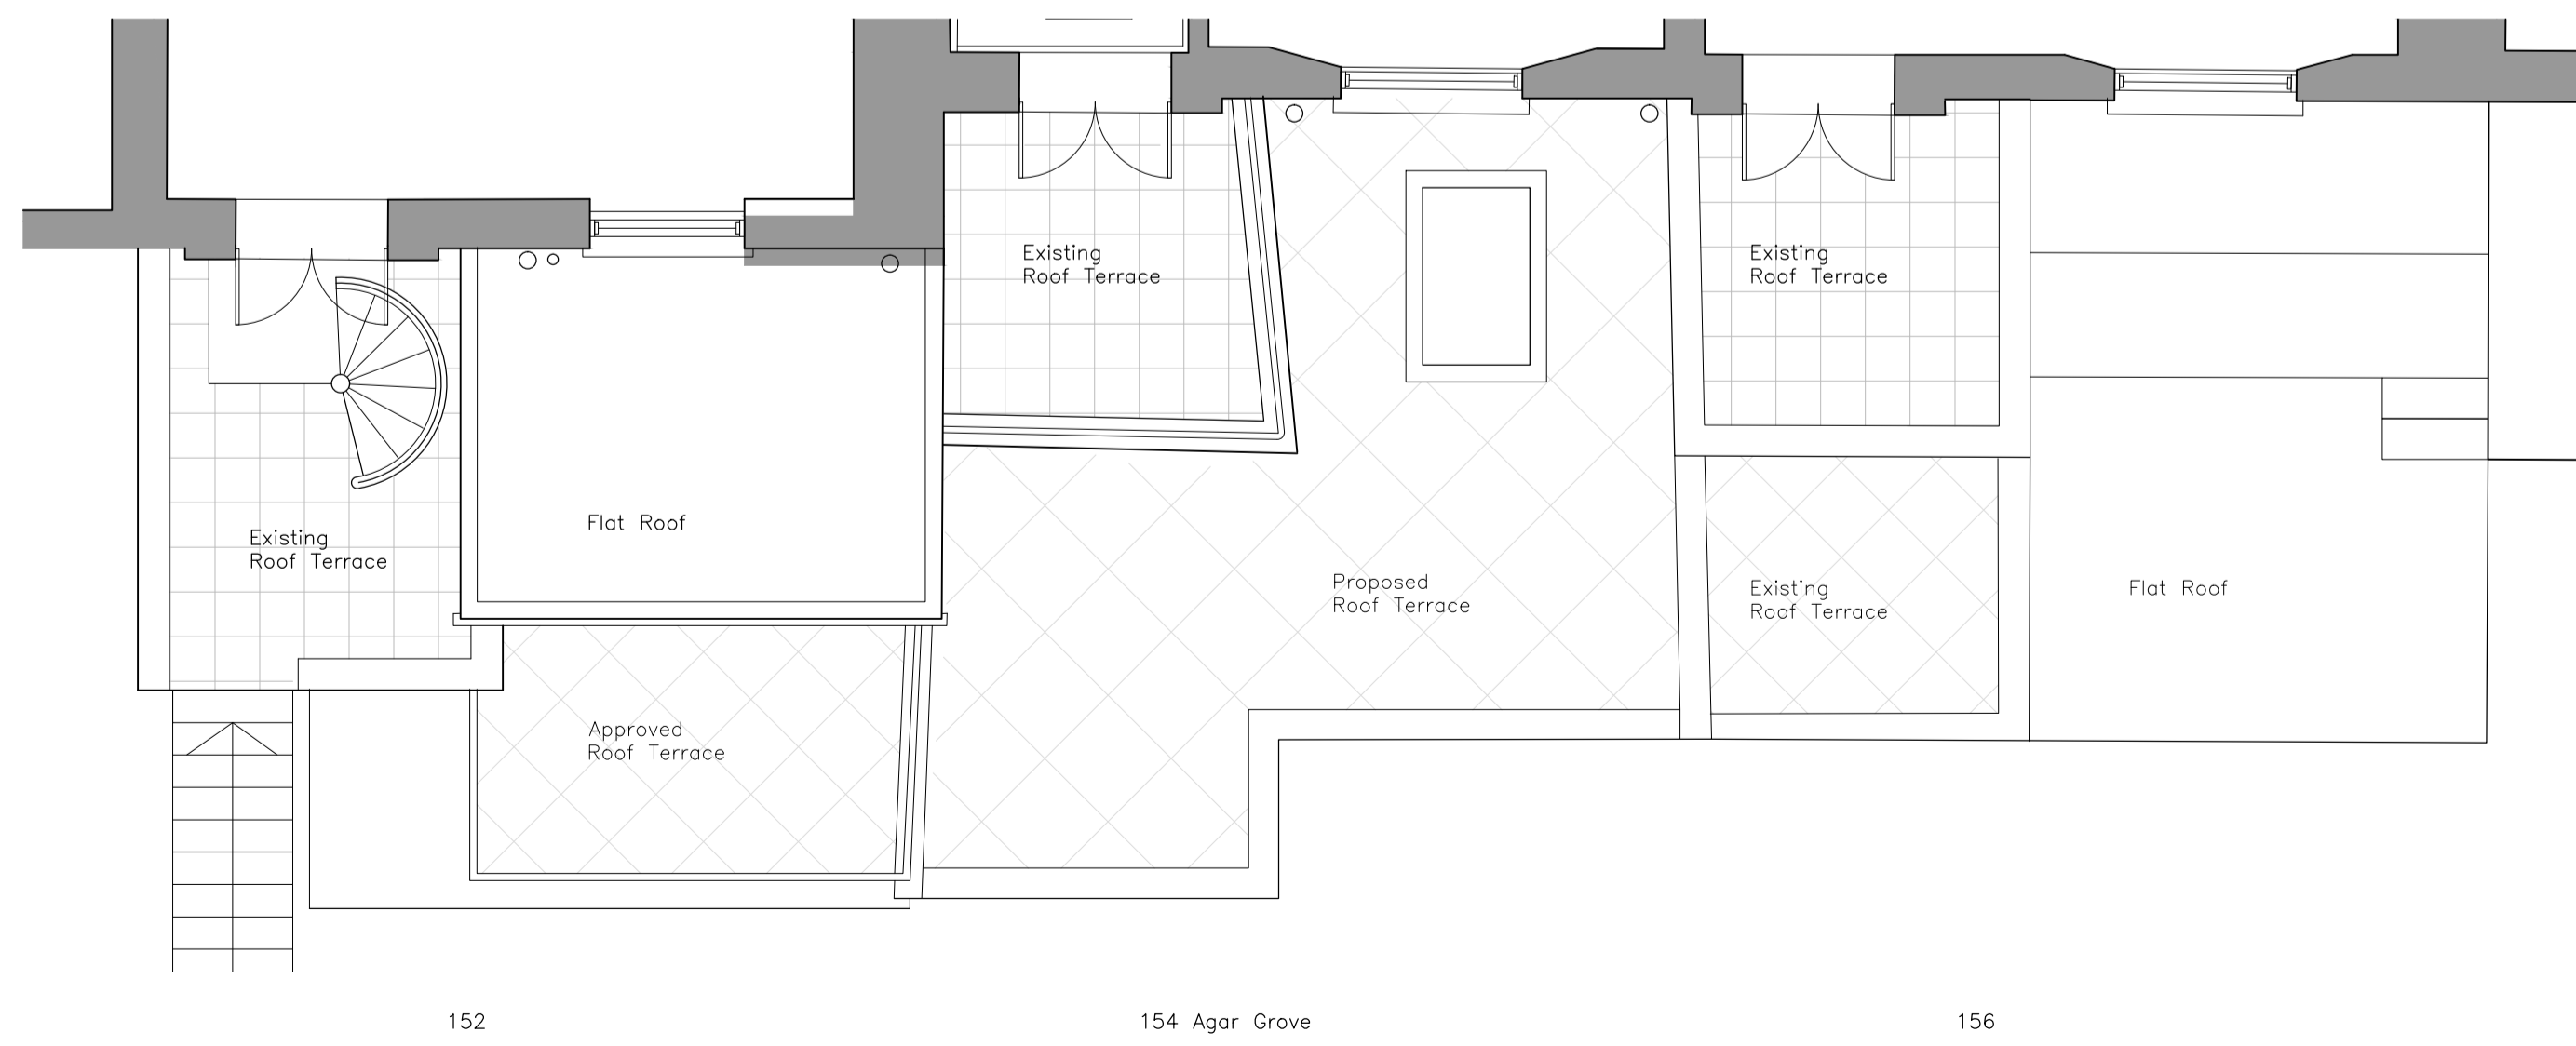 Existing
Roof Terrace
Flat Roof
Approved
Roof Terrace
Existing
Roof Terrace
Proposed
Roof Terrace
Existing
Roof Terrace
Existing
Roof Terrace
Flat Roof
152
154 Agar Grove
156